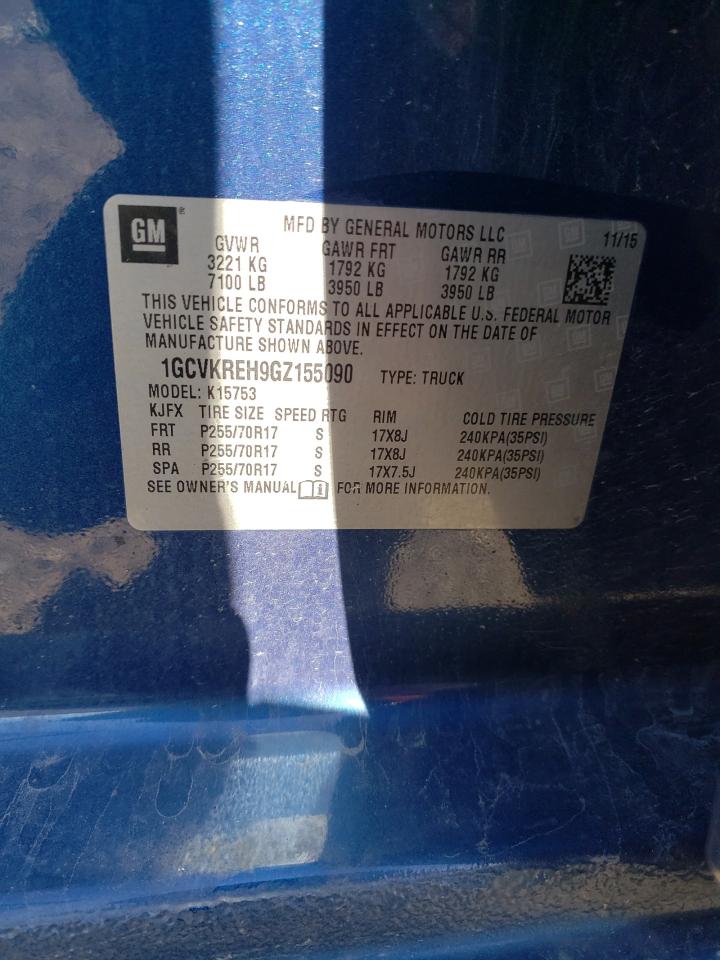 GM ®
MFD BY GENERAL MOTORS LLC 11/15
GVWR GAWR FRT GAWR RR
3221 KG 1792 KG 1792 KG
7100 LB 3950 LB 3950 LB
THIS VEHICLE CONFORMS TO ALL APPLICABLE U.S. FEDERAL MOTOR
VEHICLE SAFETY STANDARDS IN EFFECT ON THE DATE OF
MANUFACTURE SHOWN ABOVE.
1GCVKREH9GZ155090 TYPE: TRUCK
MODEL: K15753
KJFX TIRE SIZE SPEED RTG RIM COLD TIRE PRESSURE
FRT P255/70R17 S 17X8J 240KPA(35PSI)
RR P255/70R17 S 17X8J 240KPA(35PSI)
SPA P255/70R17 S 17X7.5J 240KPA(35PSI)
SEE OWNER'S MANUAL FOR MORE INFORMATION.